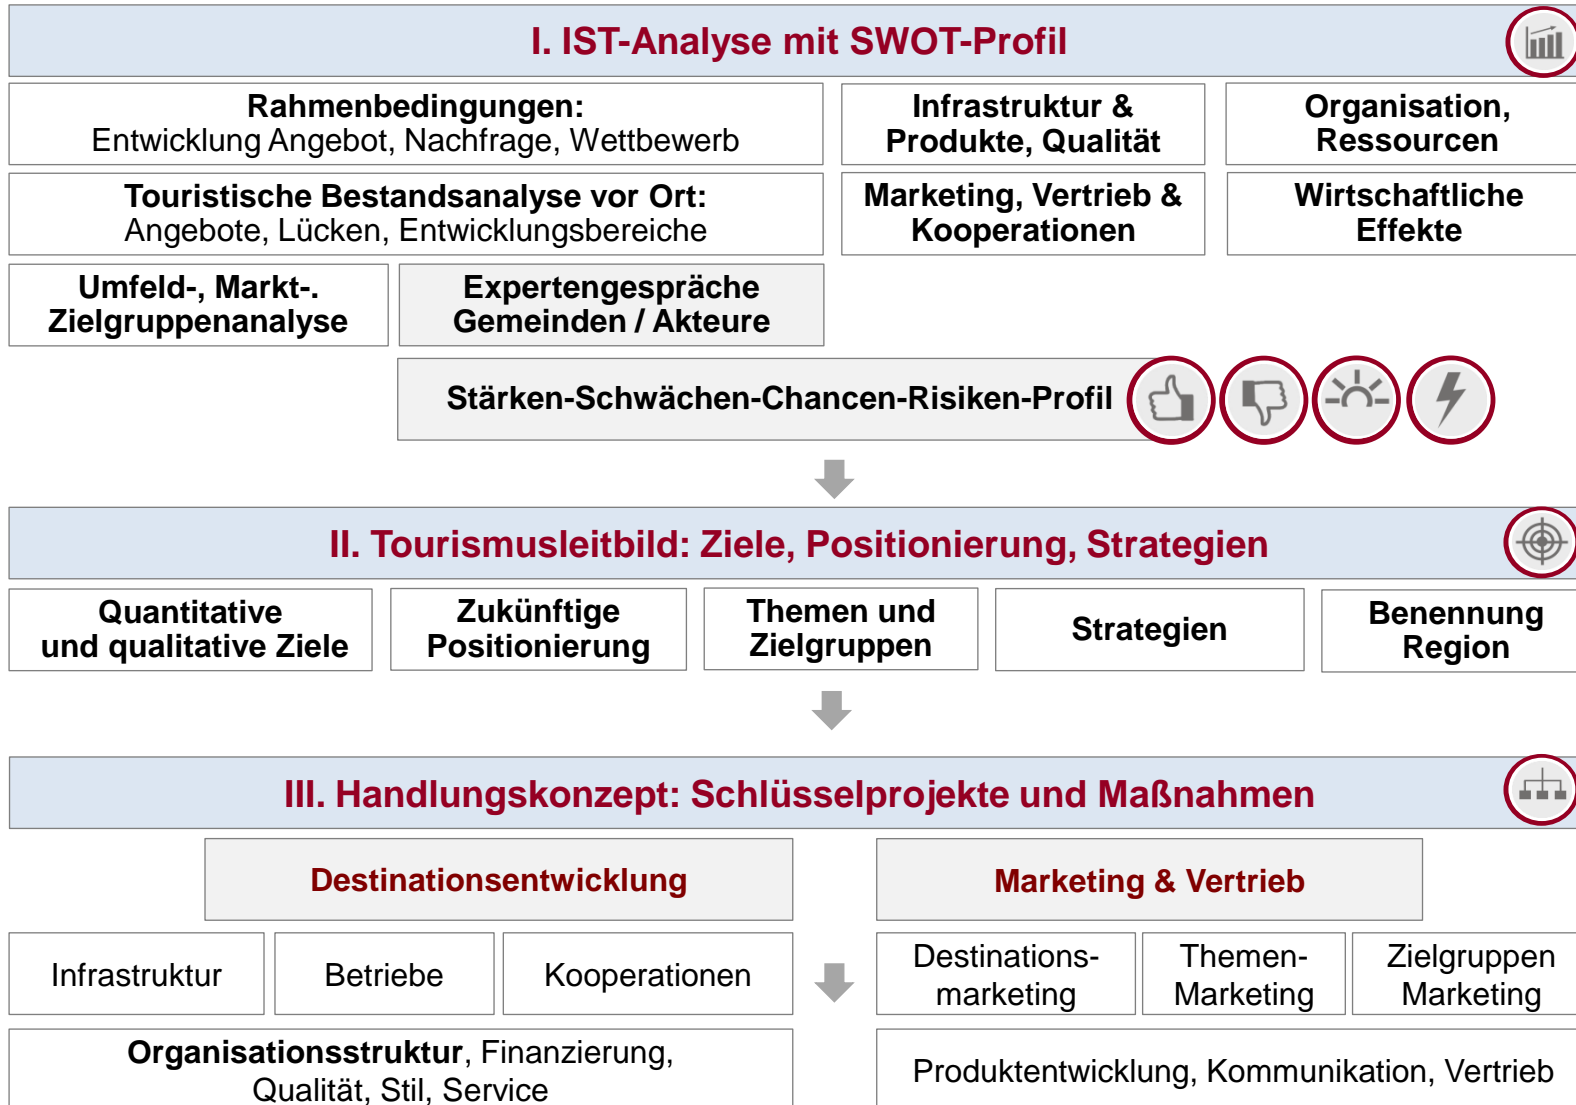 I. IST-Analyse mit SWOT-Profil
Rahmenbedingungen:
Entwicklung Angebot, Nachfrage, Wettbewerb
Infrastruktur &
Produkte, Qualität
Organisation,
Ressourcen
Touristische Bestandsanalyse vor Ort:
Angebote, Lücken, Entwicklungsbereiche
Marketing, Vertrieb &
Kooperationen
Wirtschaftliche
Effekte
Umfeld-, Markt-.
Zielgruppenanalyse
Expertengespräche
Gemeinden / Akteure
Stärken-Schwächen-Chancen-Risiken-Profil
II. Tourismusleitbild: Ziele, Positionierung, Strategien
Quantitative
und qualitative Ziele
Zukünftige
Positionierung
Themen und
Zielgruppen
Strategien
Benennung
Region
III. Handlungskonzept: Schlüsselprojekte und Maßnahmen
Destinationsentwicklung
Marketing & Vertrieb
Infrastruktur
Betriebe
Kooperationen
Destinations-
marketing
Themen-
Marketing
Zielgruppen
Marketing
Organisationsstruktur, Finanzierung,
Qualität, Stil, Service
Produktentwicklung, Kommunikation, Vertrieb